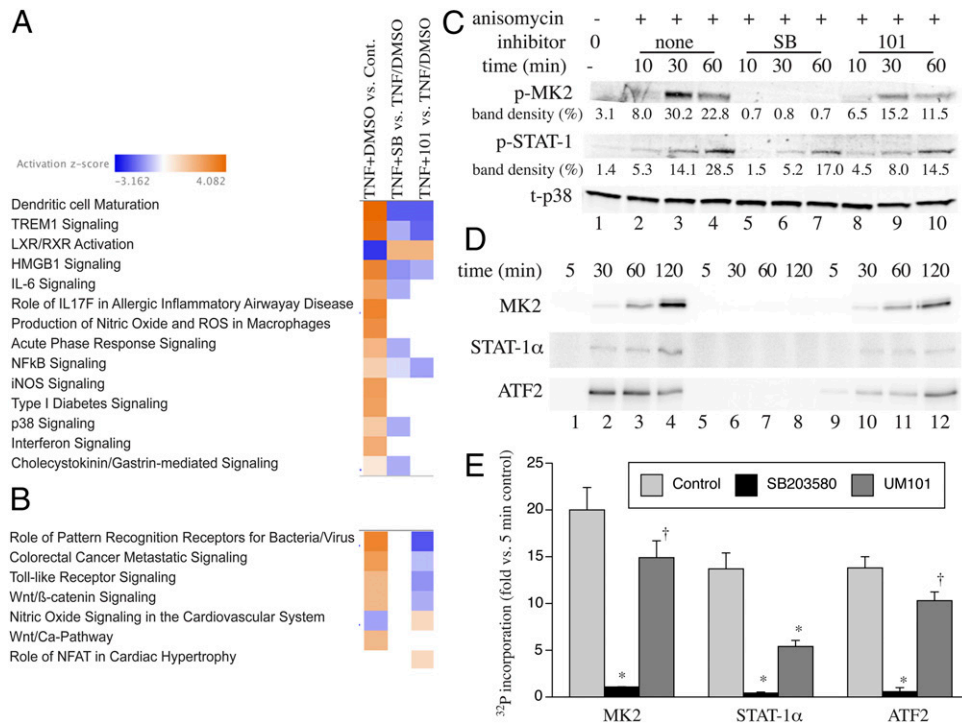 A
TNF+DMSO vs. Cont.
TNF+SB vs. TNF/DMSO
TNF+101 vs. TNF/DMSO
Activation z-score
-3.162 4.082
Dendritic cell Maturation
TREM1 Signaling
LXR/RXR Activation
HMGB1 Signaling
IL-6 Signaling
Role of IL17F in Allergic Inflammatory Airwayay Disease
Production of Nitric Oxide and ROS in Macrophages
Acute Phase Response Signaling
NFkB Signaling
iNOS Signaling
Type I Diabetes Signaling
p38 Signaling
Interferon Signaling
Cholecystokinin/Gastrin-mediated Signaling
B
Role of Pattern Recognition Receptors for Bacteria/Virus
Colorectal Cancer Metastatic Signaling
Toll-like Receptor Signaling
Wnt/ß-catenin Signaling
Nitric Oxide Signaling in the Cardiovascular System
Wnt/Ca-Pathway
Role of NFAT in Cardiac Hypertrophy
C
anisomycin - + + + + + + + + +
inhibitor 0 none SB 101
time (min) - 10 30 60 10 30 60 10 30 60
p-MK2
band density (%) 3.1 8.0 30.2 22.8 0.7 0.8 0.7 6.5 15.2 11.5
p-STAT-1
band density (%) 1.4 5.3 14.1 28.5 1.5 5.2 17.0 4.5 8.0 14.5
t-p38
1 2 3 4 5 6 7 8 9 10
D
time (min) 5 30 60 120 5 30 60 120 5 30 60 120
MK2
STAT-1α
ATF2
1 2 3 4 5 6 7 8 9 10 11 12
E
³²P incorporation (fold vs. 5 min control)
25
20
15
10
5
0
Control SB203580 UM101
* †
* *
* †
MK2 STAT-1α ATF2